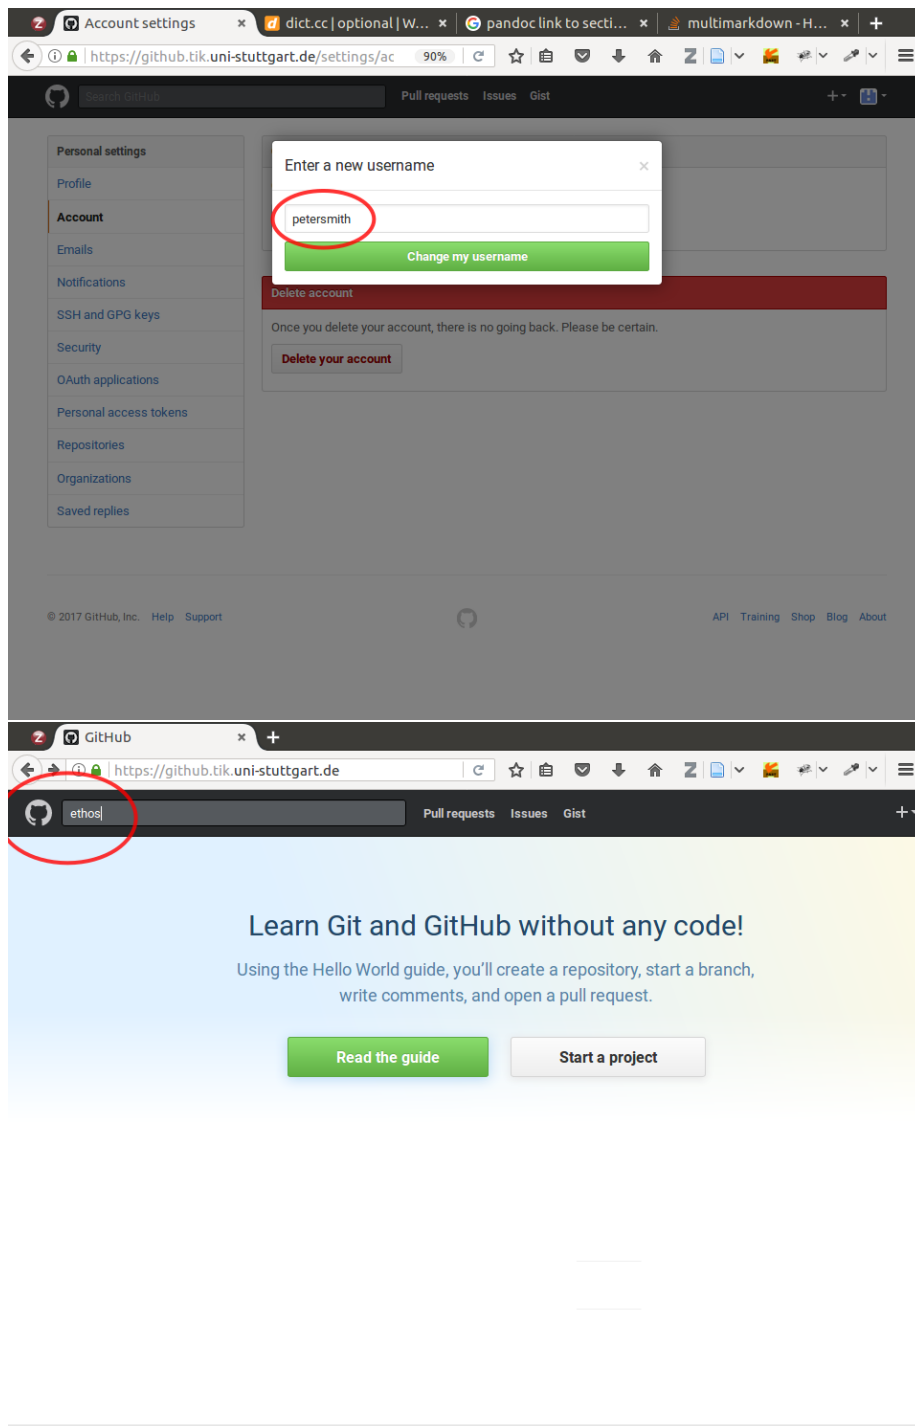 Account settings × dict.cc | optional | W... × pandoc link to secti... × multimarkdown - H... × +
https://github.tik.uni-stuttgart.de/settings/ac 90%
Search GitHub Pull requests Issues Gist
Personal settings
Profile
Account
Emails
Notifications
SSH and GPG keys
Security
OAuth applications
Personal access tokens
Repositories
Organizations
Saved replies
Enter a new username ×
petersmith
Change my username
Delete account
Once you delete your account, there is no going back. Please be certain.
Delete your account
© 2017 GitHub, Inc. Help Support API Training Shop Blog About
GitHub × +
https://github.tik.uni-stuttgart.de
ethos Pull requests Issues Gist
Learn Git and GitHub without any code!
Using the Hello World guide, you’ll create a repository, start a branch,
write comments, and open a pull request.
Read the guide Start a project